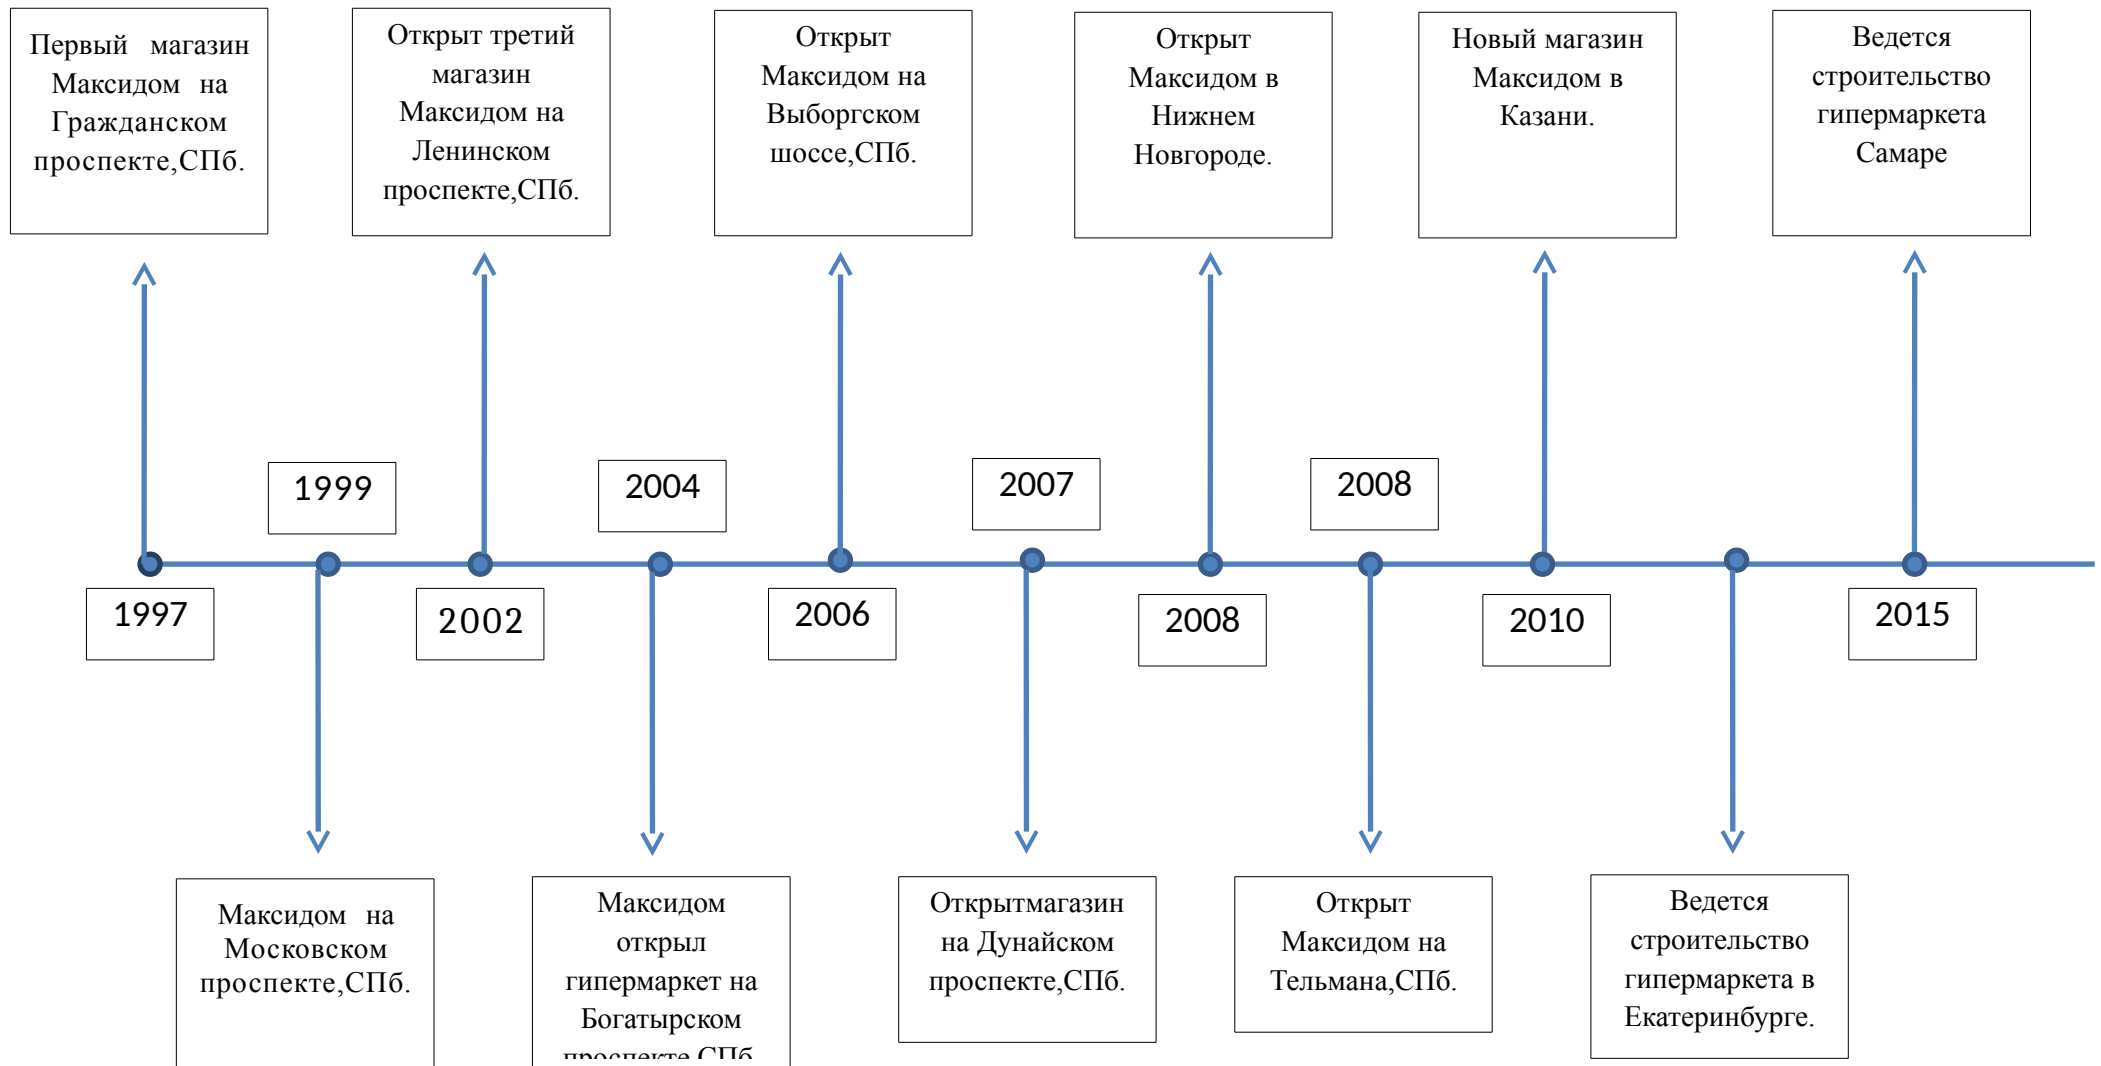 Первый магазин
Максидом на
Гражданском
проспекте,СПб.
Открыт третий
магазин
Максидом на
Ленинском
проспекте,СПб.
Открыт
Максидом на
Выборгском
шоссе,СПб.
Открыт
Максидом в
Нижнем
Новгороде.
Новый магазин
Максидом в
Казани.
Ведется
строительство
гипермаркета
Самаре
1999
2004
2007
2008
1997
2002
2006
2008
2010
2015
Максидом на
Московском
проспекте,СПб.
Максидом
открыл
гипермаркет на
Богатырском
проспекте,СПб.
Открытмагазин
на Дунайском
проспекте,СПб.
Открыт
Максидом на
Тельмана,СПб.
Ведется
строительство
гипермаркета в
Екатеринбурге.